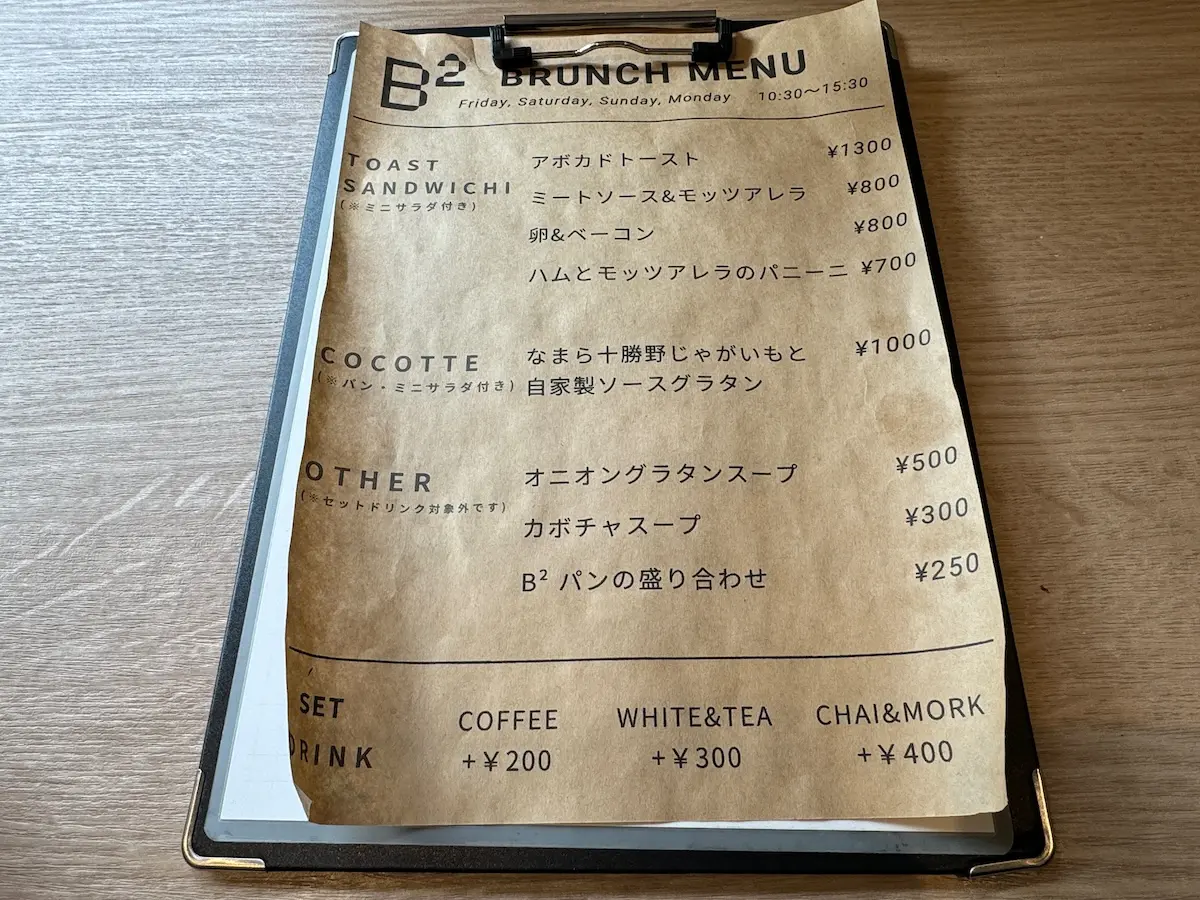 B² BRUNCH MENU
Friday, Saturday, Sunday, Monday 10:30〜15:30
TOAST
SANDWICHI
(※ミニサラダ付き)
アボカドトースト ¥1300
ミートソース&モッツアレラ ¥800
卵&ベーコン ¥800
ハムとモッツアレラのパニーニ ¥700
COCOTTE
(※パン・ミニサラダ付き)
なまら十勝野じゃがいもと ¥1000
自家製ソースグラタン
OTHER
(※セットドリンク対象外です)
オニオングラタンスープ ¥500
カボチャスープ ¥300
B² パンの盛り合わせ ¥250
SET
DRINK
COFFEE
+¥200
WHITE&TEA
+¥300
CHAI&MORK
+¥400